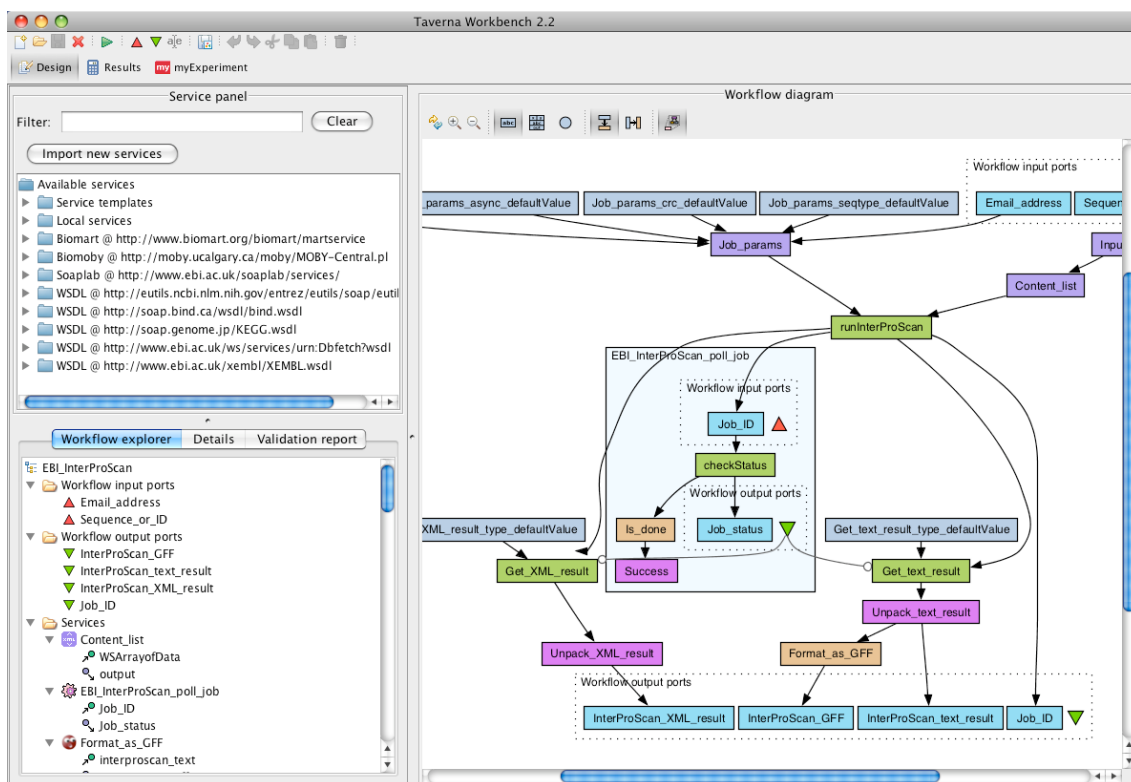 Taverna Workbench 2.2
Design
Results
my myExperiment
Service panel
Filter:
Clear
Import new services
Available services
Service templates
Local services
Biomart @ http://www.biomart.org/biomart/martservice
Biomoby @ http://moby.ucalgary.ca/moby/MOBY-Central.pl
Soaplab @ http://www.ebi.ac.uk/soaplab/services/
WSDL @ http://eutils.ncbi.nlm.nih.gov/entrez/eutils/soap/eutil
WSDL @ http://soap.bind.ca/wsdl/bind.wsdl
WSDL @ http://soap.genome.jp/KEGG.wsdl
WSDL @ http://www.ebi.ac.uk/ws/services/urn:Dbfetch?wsdl
WSDL @ http://www.ebi.ac.uk/xembl/XEMBL.wsdl
Workflow explorer
Details
Validation report
EBI_InterProScan
Workflow input ports
Email_address
Sequence_or_ID
Workflow output ports
InterProScan_GFF
InterProScan_text_result
InterProScan_XML_result
Job_ID
Services
Content_list
WSArrayofData
output
EBI_InterProScan_poll_job
Job_ID
Job_status
Format_as_GFF
interproscan_text
Workflow diagram
abc
Workflow input ports
_params_async_defaultValue
Job_params_crc_defaultValue
Job_params_seqtype_defaultValue
Email_address
Sequen
Job_params
Inpu
Content_list
runInterProScan
EBI_InterProScan_poll_job
Workflow input ports
Job_ID
checkStatus
Workflow output ports
XML_result_type_defaultValue
Is_done
Job_status
Get_text_result_type_defaultValue
Get_XML_result
Success
Get_text_result
Unpack_text_result
Unpack_XML_result
Format_as_GFF
Workflow output ports
InterProScan_XML_result
InterProScan_GFF
InterProScan_text_result
Job_ID